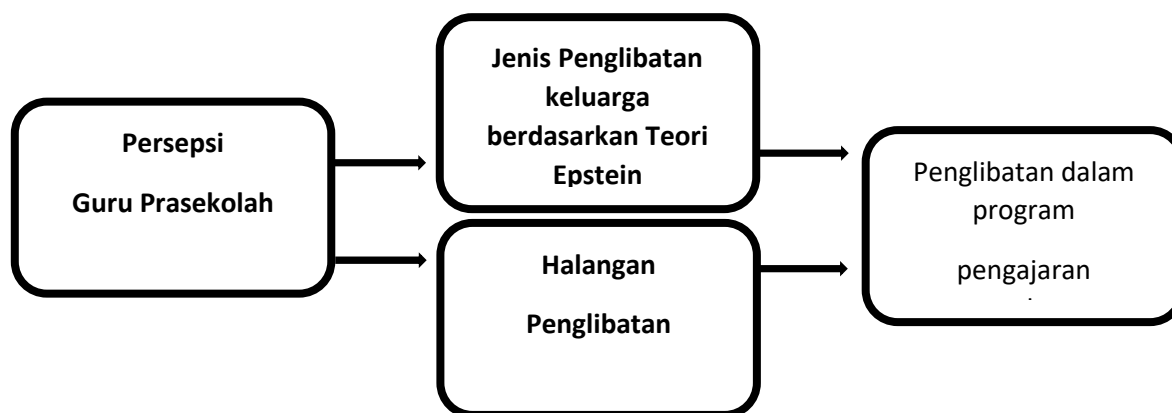 Persepsi
Guru Prasekolah
Jenis Penglibatan
keluarga
berdasarkan Teori
Epstein
Halangan
Penglibatan
Penglibatan dalam
program
pengajaran